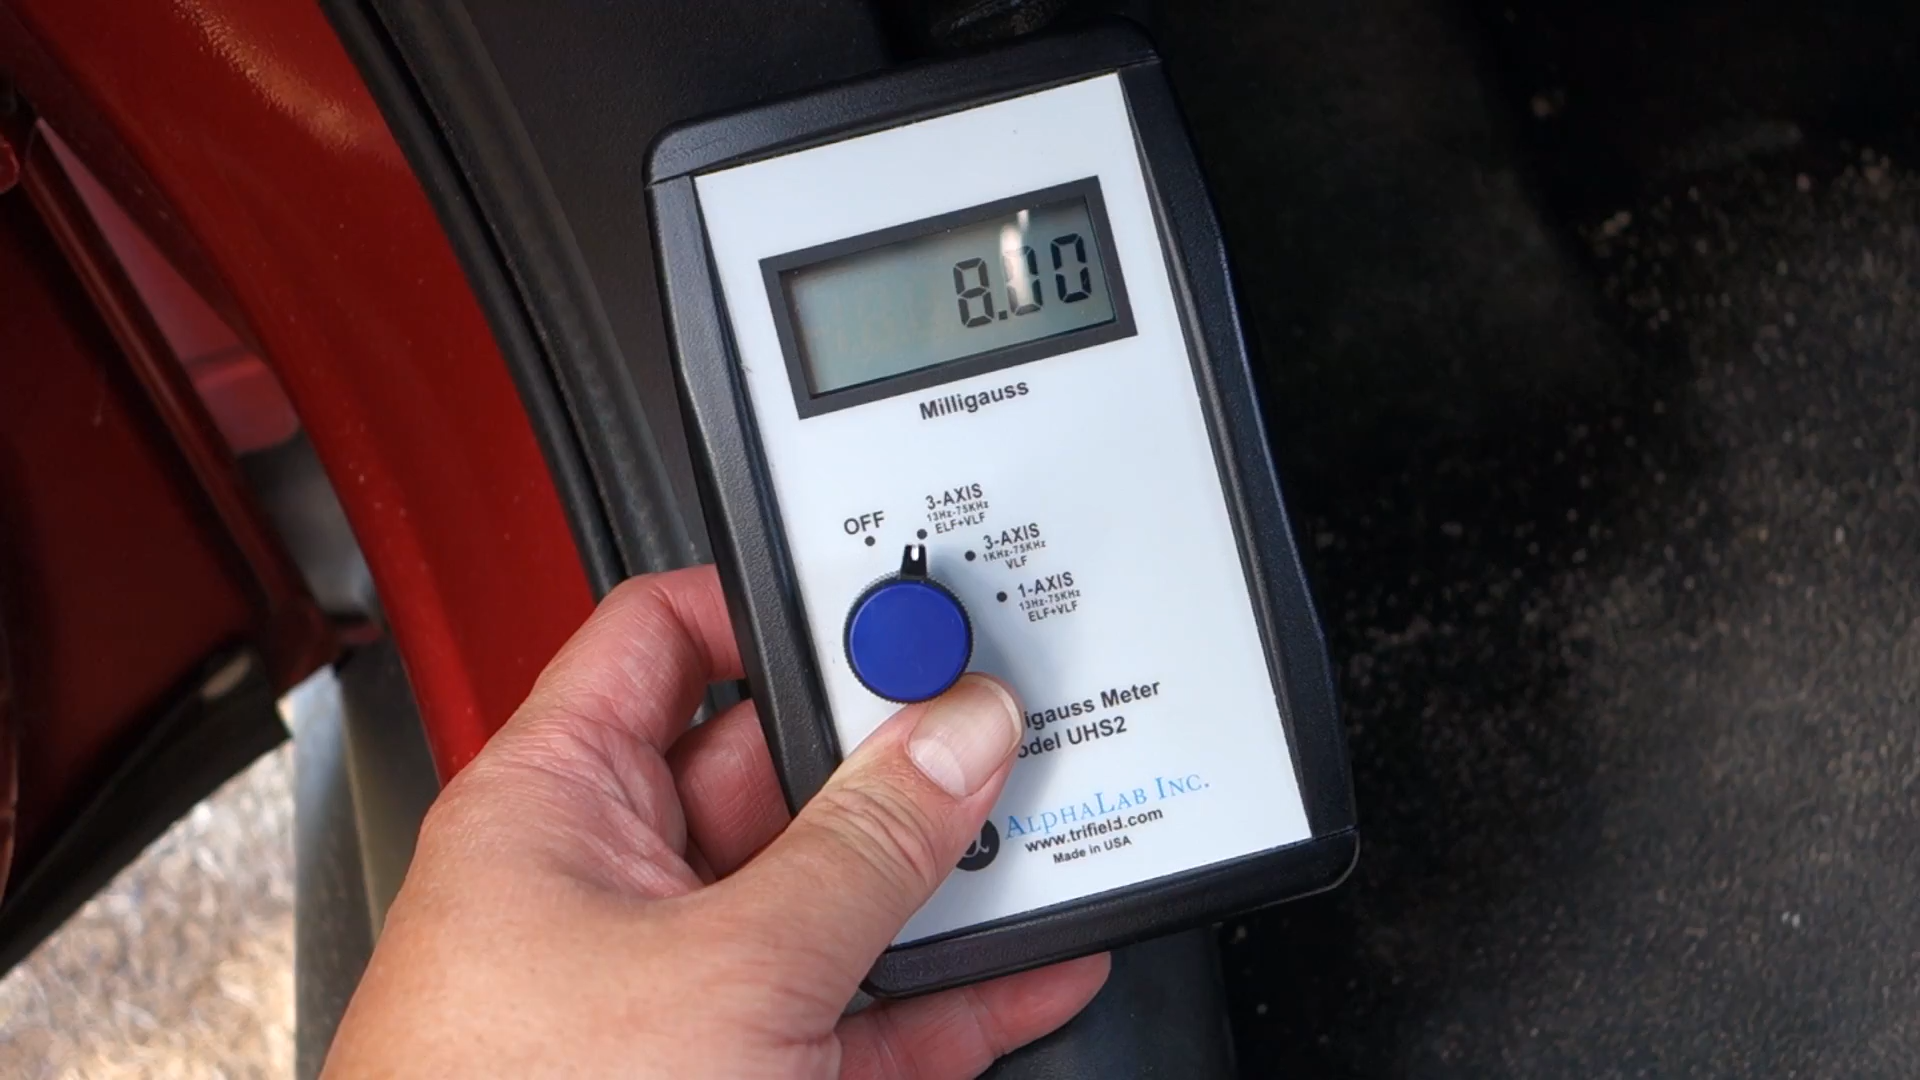 8.00
Milligauss
OFF
3-AXIS
13Hz-75KHz
ELF+VLF
3-AXIS
1KHz-75KHz
VLF
1-AXIS
13Hz-75KHz
ELF+VLF
igauss Meter
odel UHS2
ALPHALAB INC.
www.trifield.com
Made in USA